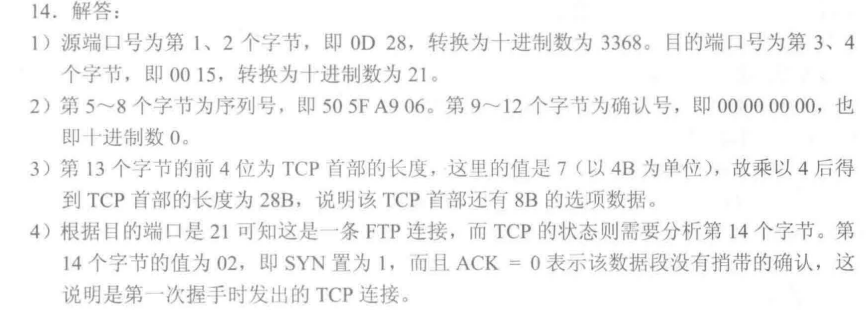 14．解答：
1）源端口号为第 1、2 个字节，即 0D 28，转换为十进制数为 3368。目的端口号为第 3、4
个字节，即 00 15，转换为十进制数为 21。
2）第 5～8 个字节为序列号，即 50 5F A9 06。第 9～12 个字节为确认号，即 00 00 00 00，也
即十进制数 0。
3）第 13 个字节的前 4 位为 TCP 首部的长度，这里的值是 7（以 4B 为单位），故乘以 4 后得
到 TCP 首部的长度为 28B，说明该 TCP 首部还有 8B 的选项数据。
4）根据目的端口是 21 可知这是一条 FTP 连接，而 TCP 的状态则需要分析第 14 个字节。第
14 个字节的值为 02，即 SYN 置为 1，而且 ACK = 0 表示该数据段没有捎带的确认，这
说明是第一次握手时发出的 TCP 连接。